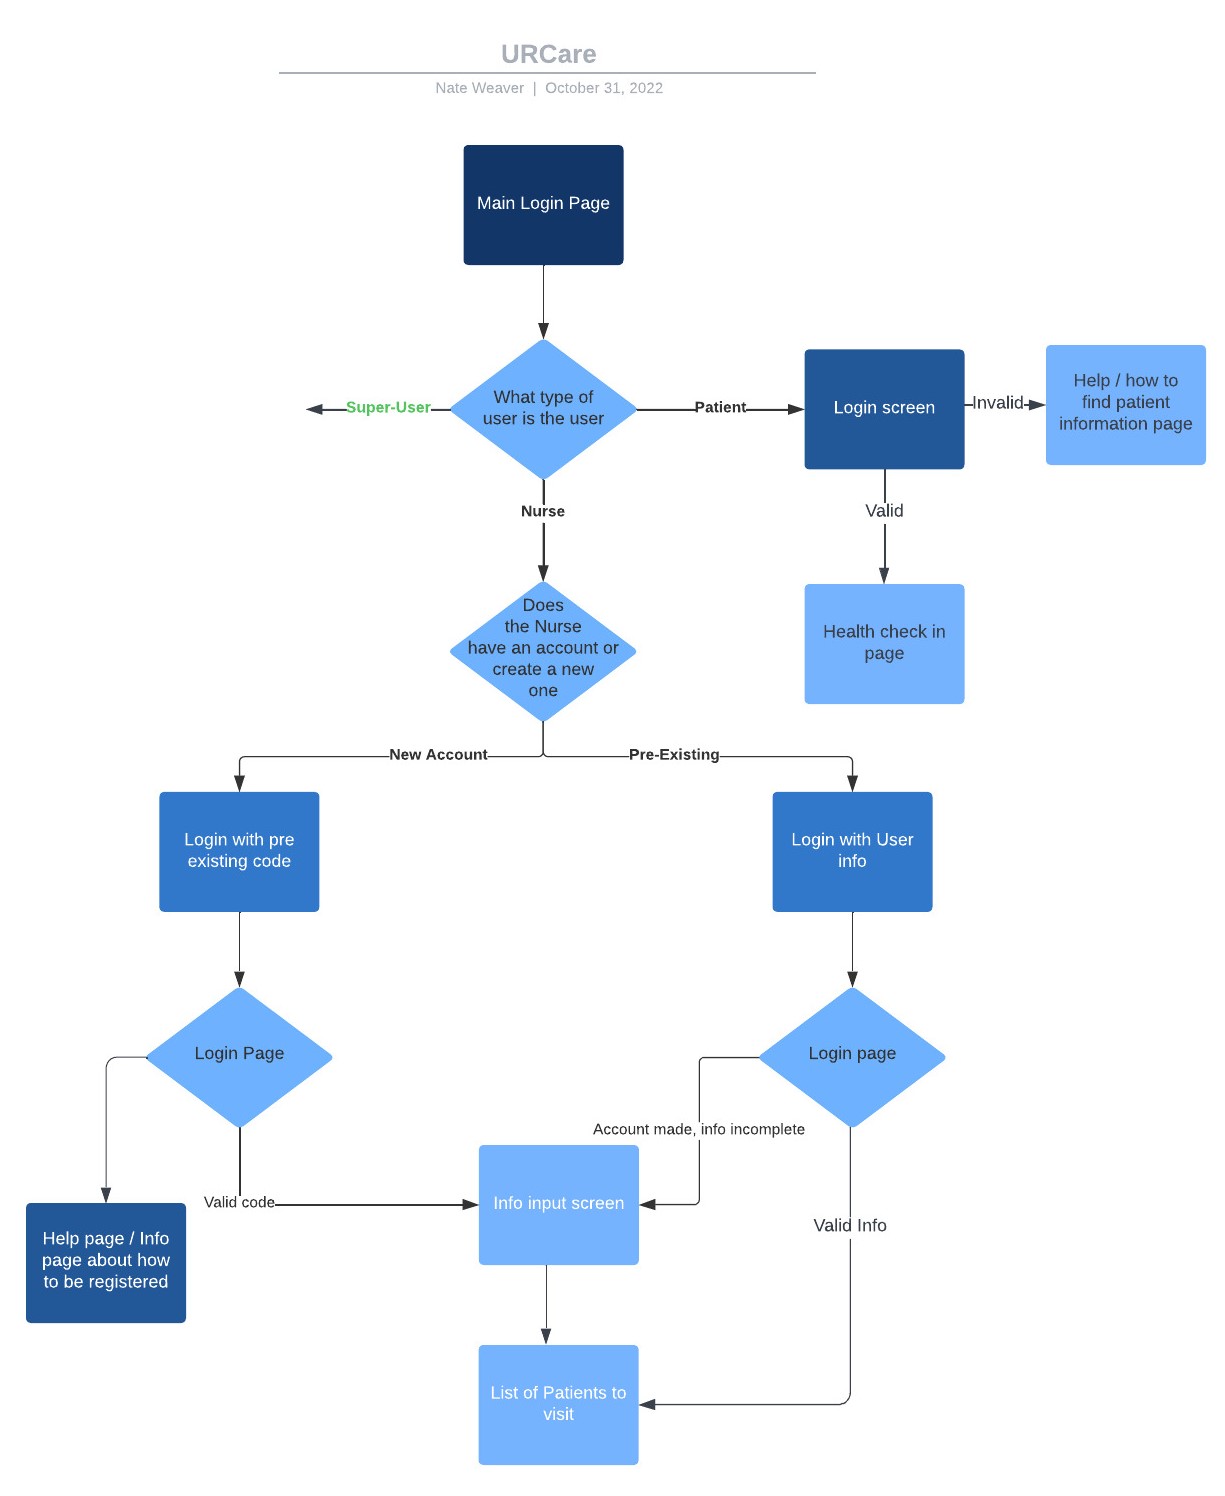 URCare
Nate Weaver | October 31, 2022
Main Login Page
What type of
user is the user
Super-User
Patient
Login screen
Invalid
Help / how to
find patient
information page
Nurse
Valid
Does
the Nurse
have an account or
create a new
one
Health check in
page
New Account
Pre-Existing
Login with pre
existing code
Login with User
info
Login Page
Login page
Account made, info incomplete
Valid code
Info input screen
Valid Info
Help page / Info
page about how
to be registered
List of Patients to
visit